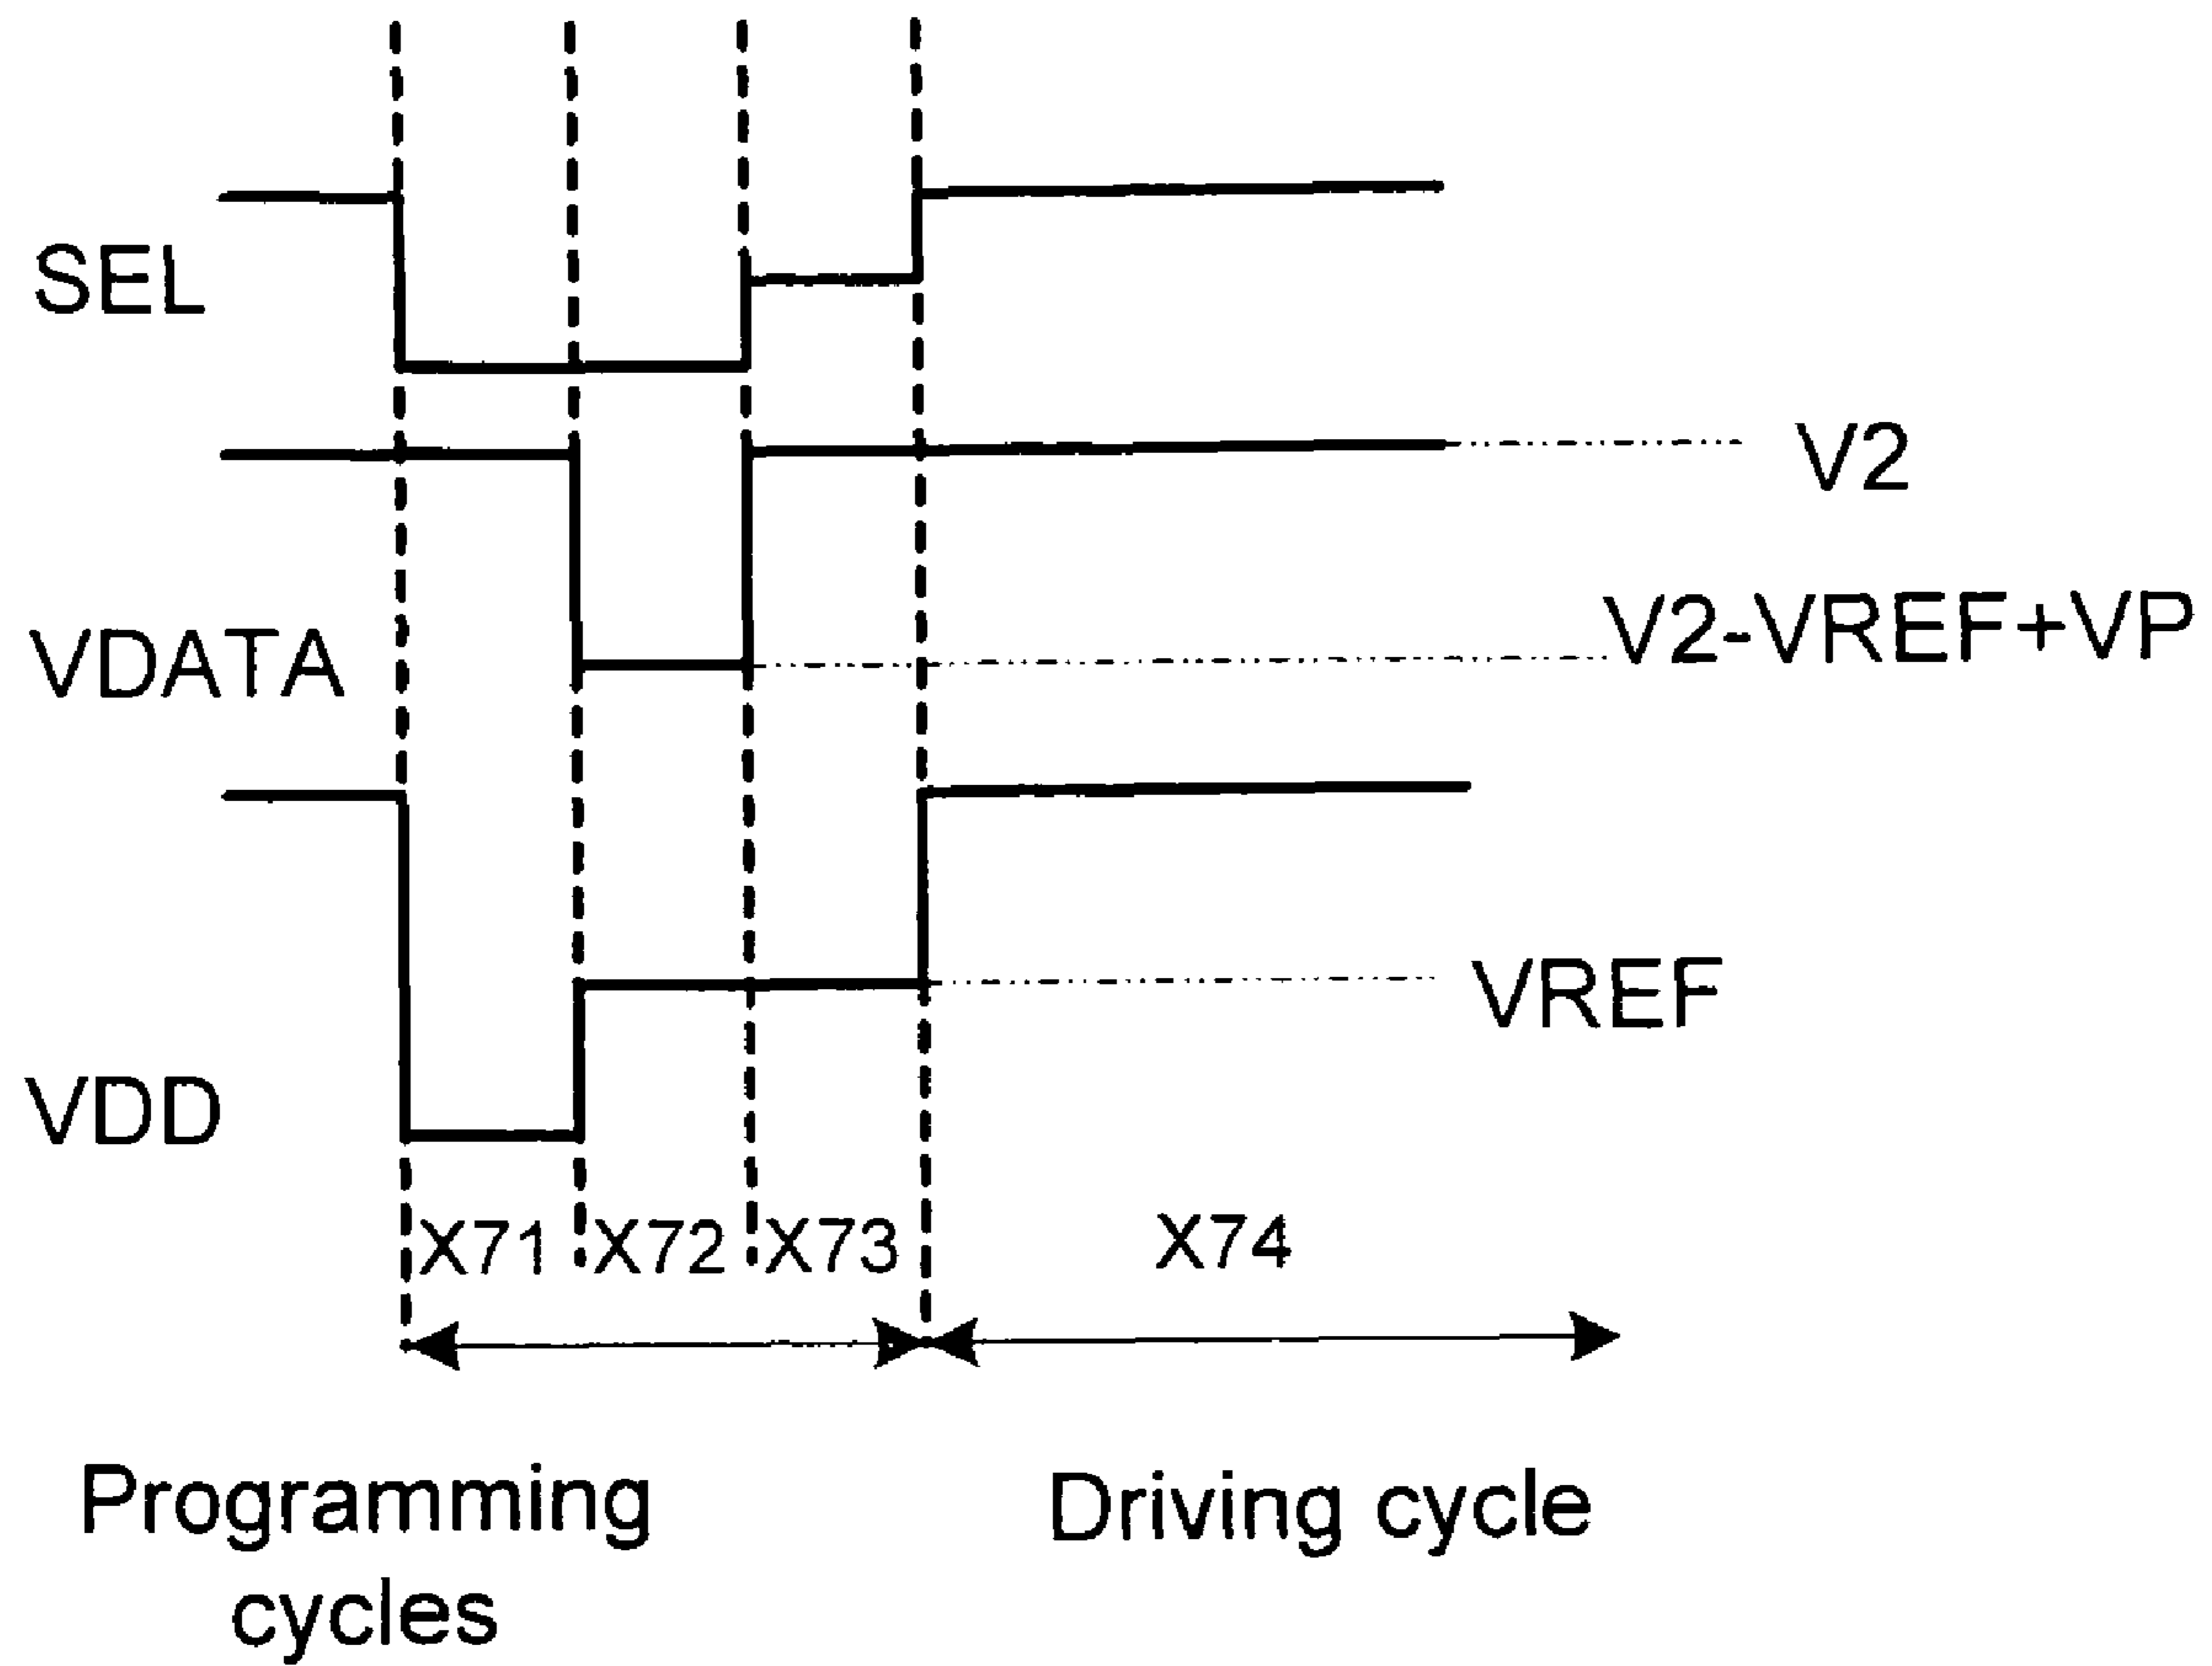 SEL
V2
V2-VREF+VP
VDATA
VREF
VDD
X71 X72 X73 X74
Programming cycles
Driving cycle